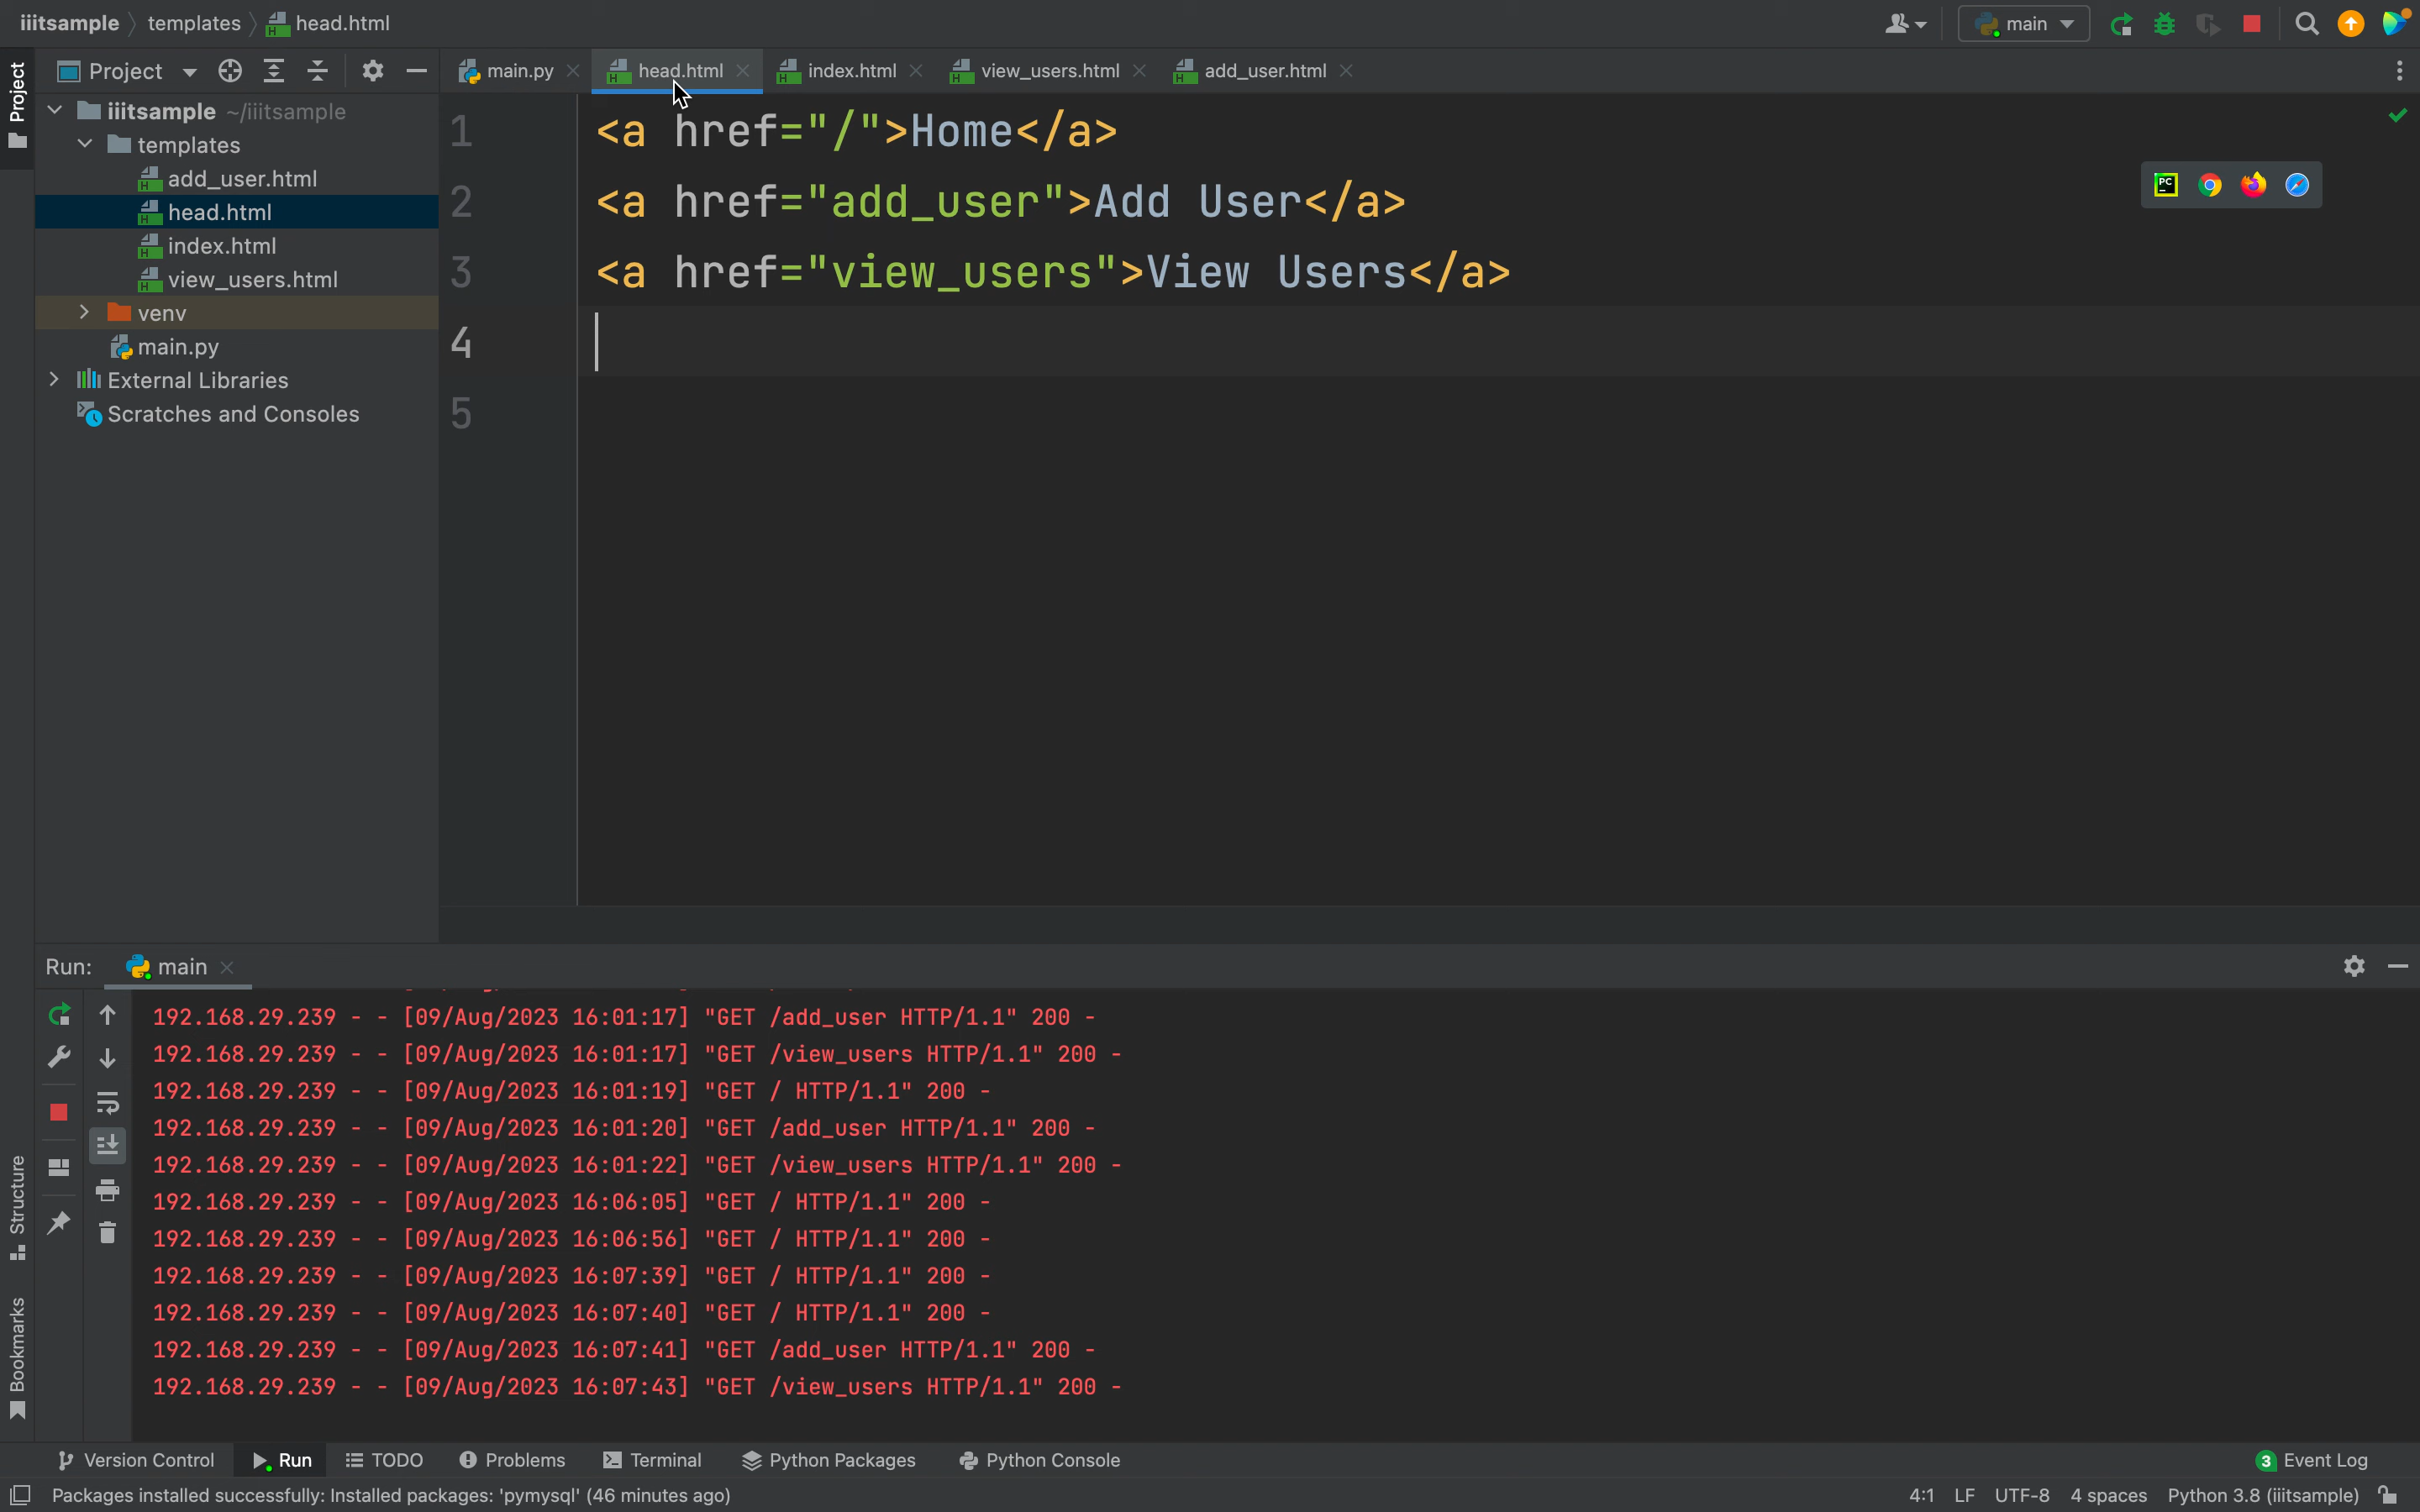 iiitsample templates head.html
main
Project
Project
main.py head.html index.html view_users.html add_user.html
iiitsample ~/iiitsample
templates
add_user.html
head.html
index.html
view_users.html
venv
main.py
External Libraries
Scratches and Consoles
1 <a href="/">Home</a>
2 <a href="add_user">Add User</a>
3 <a href="view_users">View Users</a>
4
5
Run: main
192.168.29.239 - - [09/Aug/2023 16:01:17] "GET /add_user HTTP/1.1" 200 -
192.168.29.239 - - [09/Aug/2023 16:01:17] "GET /view_users HTTP/1.1" 200 -
192.168.29.239 - - [09/Aug/2023 16:01:19] "GET / HTTP/1.1" 200 -
192.168.29.239 - - [09/Aug/2023 16:01:20] "GET /add_user HTTP/1.1" 200 -
192.168.29.239 - - [09/Aug/2023 16:01:22] "GET /view_users HTTP/1.1" 200 -
192.168.29.239 - - [09/Aug/2023 16:06:05] "GET / HTTP/1.1" 200 -
192.168.29.239 - - [09/Aug/2023 16:06:56] "GET / HTTP/1.1" 200 -
192.168.29.239 - - [09/Aug/2023 16:07:39] "GET / HTTP/1.1" 200 -
192.168.29.239 - - [09/Aug/2023 16:07:40] "GET / HTTP/1.1" 200 -
192.168.29.239 - - [09/Aug/2023 16:07:41] "GET /add_user HTTP/1.1" 200 -
192.168.29.239 - - [09/Aug/2023 16:07:43] "GET /view_users HTTP/1.1" 200 -
Structure
Bookmarks
Version Control Run TODO Problems Terminal Python Packages Python Console 3 Event Log
Packages installed successfully: Installed packages: 'pymysql' (46 minutes ago) 4:1 LF UTF-8 4 spaces Python 3.8 (iiitsample)